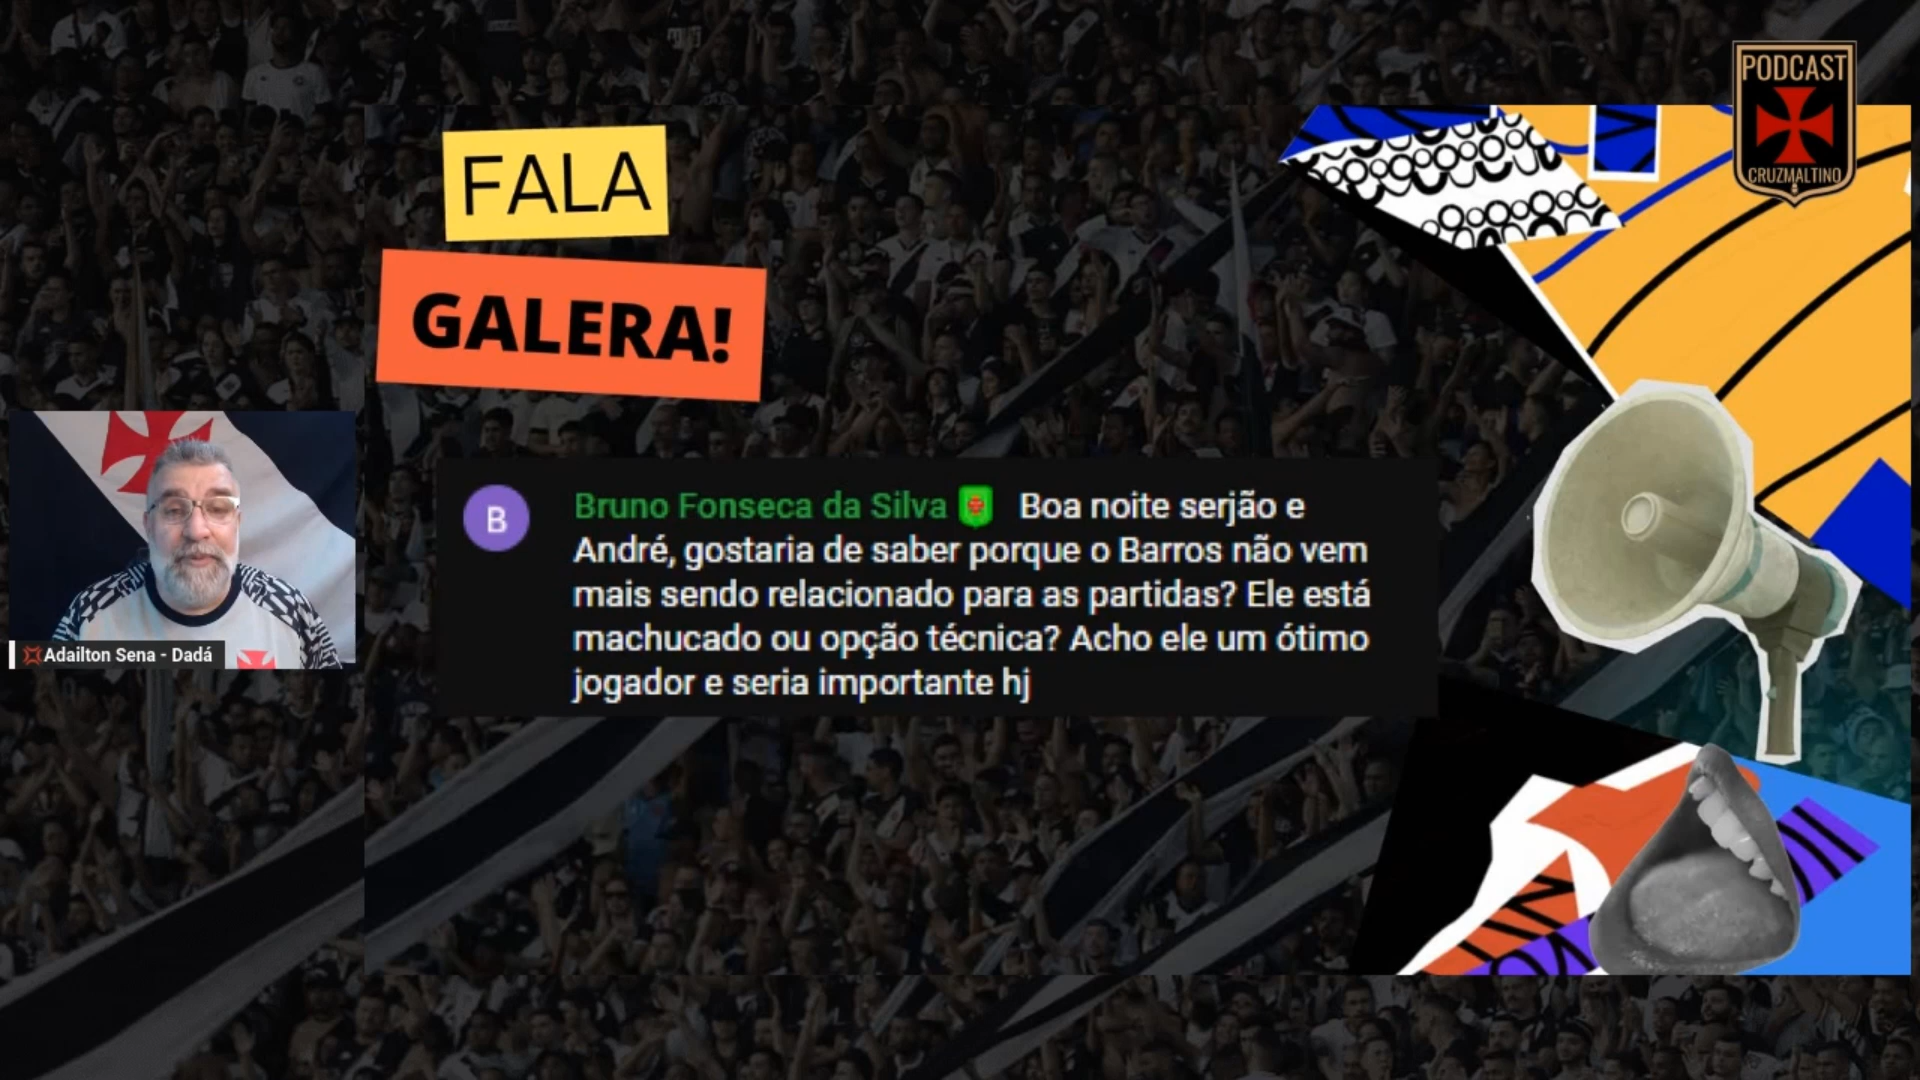 PODCAST
CRUZMALTINO
FALA
GALERA!
B
Bruno Fonseca da Silva Boa noite serjão e
André, gostaria de saber porque o Barros não vem
mais sendo relacionado para as partidas? Ele está
machucado ou opção técnica? Acho ele um ótimo
jogador e seria importante hj
Adailton Sena - Dadá